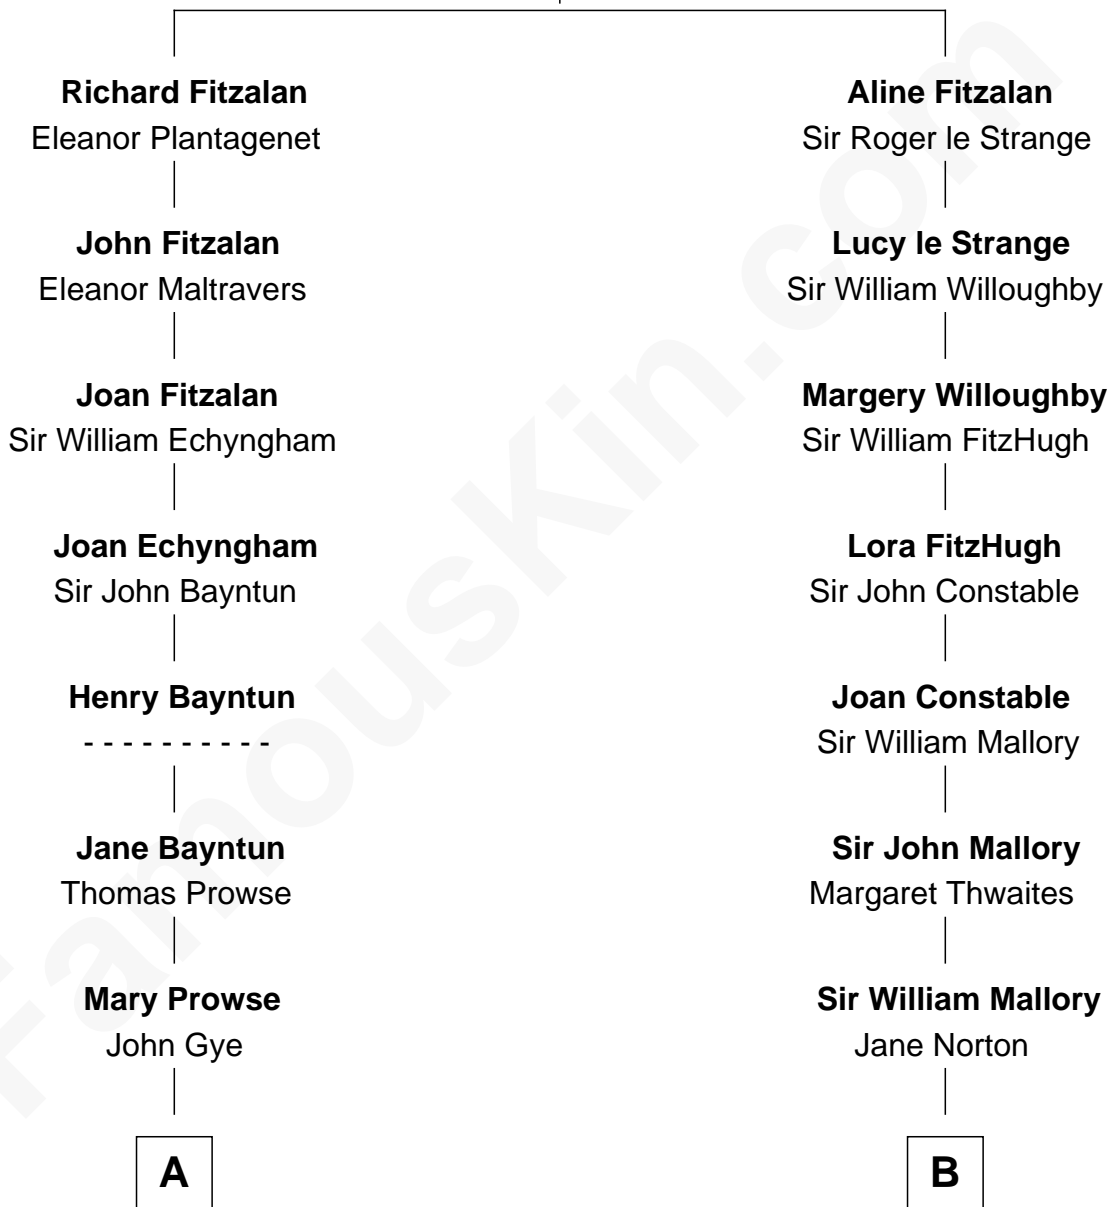 Richard Fitzalan
Eleanor Plantagenet
John Fitzalan
Eleanor Maltravers
Joan Fitzalan
Sir William Echyngham
Joan Echyngham
Sir John Bayntun
Henry Bayntun
- - - - - - - - - -
Jane Bayntun
Thomas Prowse
Mary Prowse
John Gye
A
Aline Fitzalan
Sir Roger le Strange
Lucy le Strange
Sir William Willoughby
Margery Willoughby
Sir William FitzHugh
Lora FitzHugh
Sir John Constable
Joan Constable
Sir William Mallory
Sir John Mallory
Margaret Thwaites
Sir William Mallory
Jane Norton
B
FamousKin.com